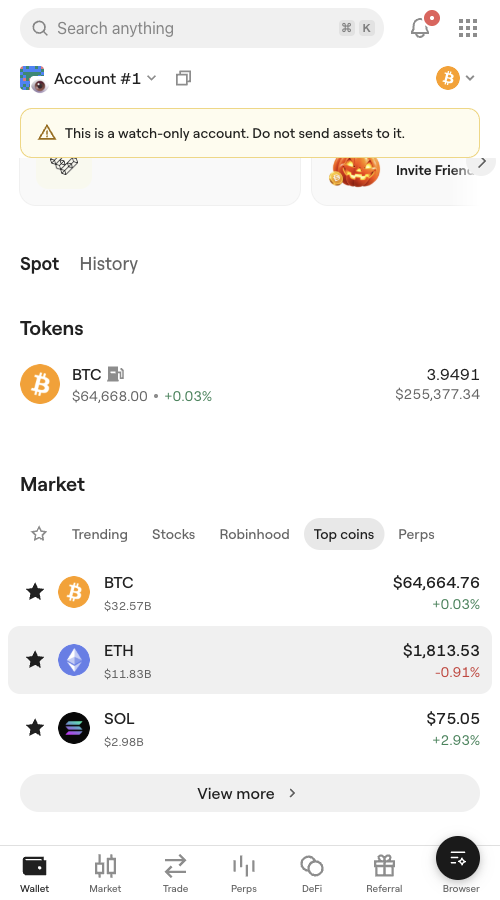 Search anything ⌘ K
Account #1
This is a watch-only account. Do not send assets to it.
Invite Frien
Spot History
Tokens
BTC 3.9491
$64,668.00 • +0.03% $255,377.34
Market
Trending Stocks Robinhood Top coins Perps
BTC $64,664.76
$32.57B +0.03%
ETH $1,813.53
$11.83B -0.91%
SOL $75.05
$2.98B +2.93%
View more
Wallet Market Trade Perps DeFi Referral Browser